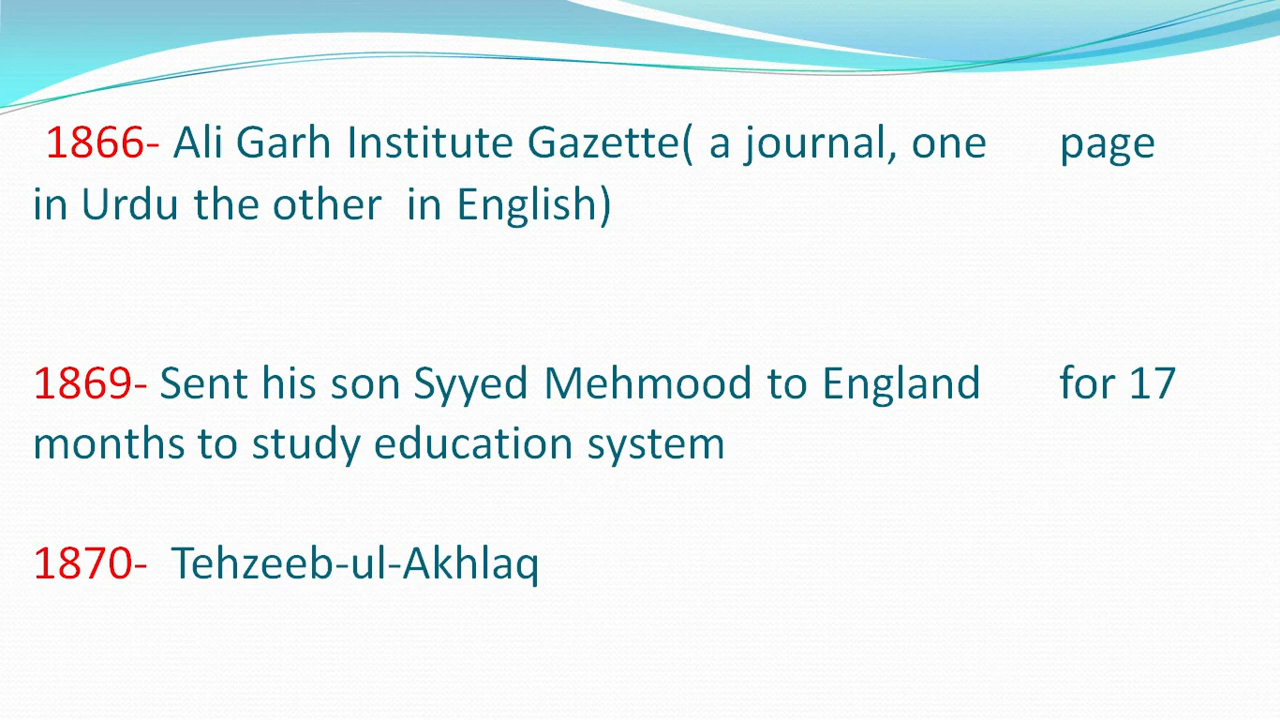 1866- Ali Garh Institute Gazette( a journal, one page
in Urdu the other in English)
1869- Sent his son Syyed Mehmood to England for 17
months to study education system
1870- Tehzeeb-ul-Akhlaq